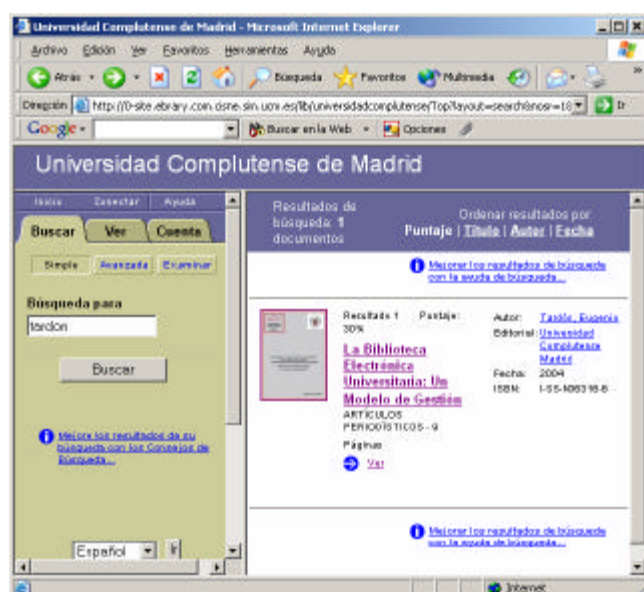 Universidad Complutense de Madrid - Microsoft Internet Explorer
Archivo Edición Ver Favoritos Herramientas Ayuda
Atrás Búsqueda Favoritos Multimedia
Dirección Ir
Google Buscar en la Web Opciones
Universidad Complutense de Madrid
Inicio Conectar Ayuda
Buscar Ver Cuenta
Simple Avanzada Examinar
Búsqueda para
tardon
Buscar
Mejore los resultados de su
búsqueda con los Consejos de
Búsqueda...
Español Ir
Resultados de
búsqueda: 1
documentos
Ordenar resultados por:
Puntaje | Título | Autor | Fecha
Mejorar los resultados de búsqueda
con la ayuda de búsqueda...
Resultado 1 Puntaje:
30%
La Biblioteca
Electrónica
Universitaria: Un
Modelo de Gestión
ARTÍCULOS
PERIODÍSTICOS - 9
Páginas
Ver
Autor: Tardón, Eugenio
Editorial: Universidad
Complutense
Madrid
Fecha: 2004
ISBN:
Mejorar los resultados de búsqueda
con la ayuda de búsqueda...
Internet